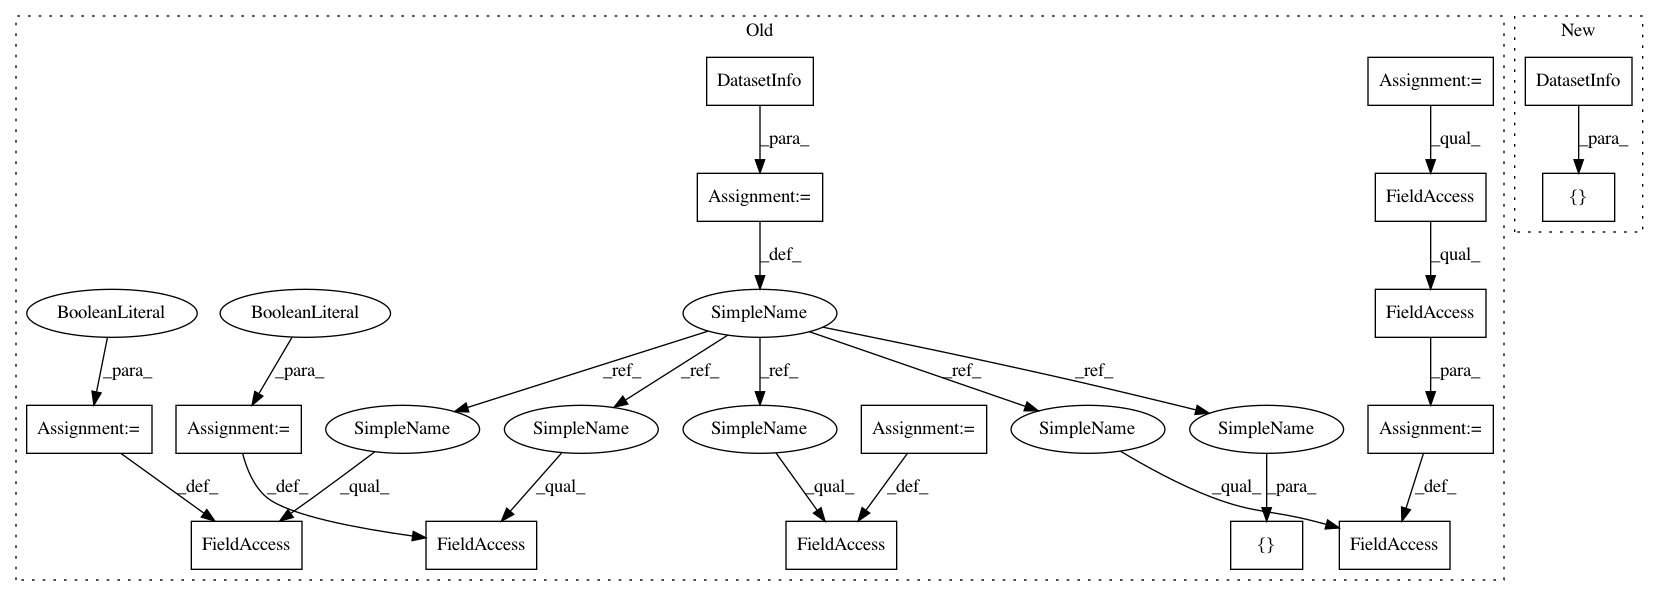 Old
New
DatasetInfo
Assignment:=
DatasetInfo
_para_
_qual_
_para_
Assignment:=
FieldAccess
{}
_def_
_qual_
BooleanLiteral
BooleanLiteral
SimpleName
FieldAccess
_para_
_para_
_ref_
_ref_
_ref_
_ref_
_ref_
_para_
Assignment:=
Assignment:=
SimpleName
SimpleName
SimpleName
Assignment:=
SimpleName
SimpleName
Assignment:=
_def_
_def_
_qual_
_qual_
_qual_
_def_
_qual_
_para_
_def_
FieldAccess
FieldAccess
FieldAccess
{}
FieldAccess